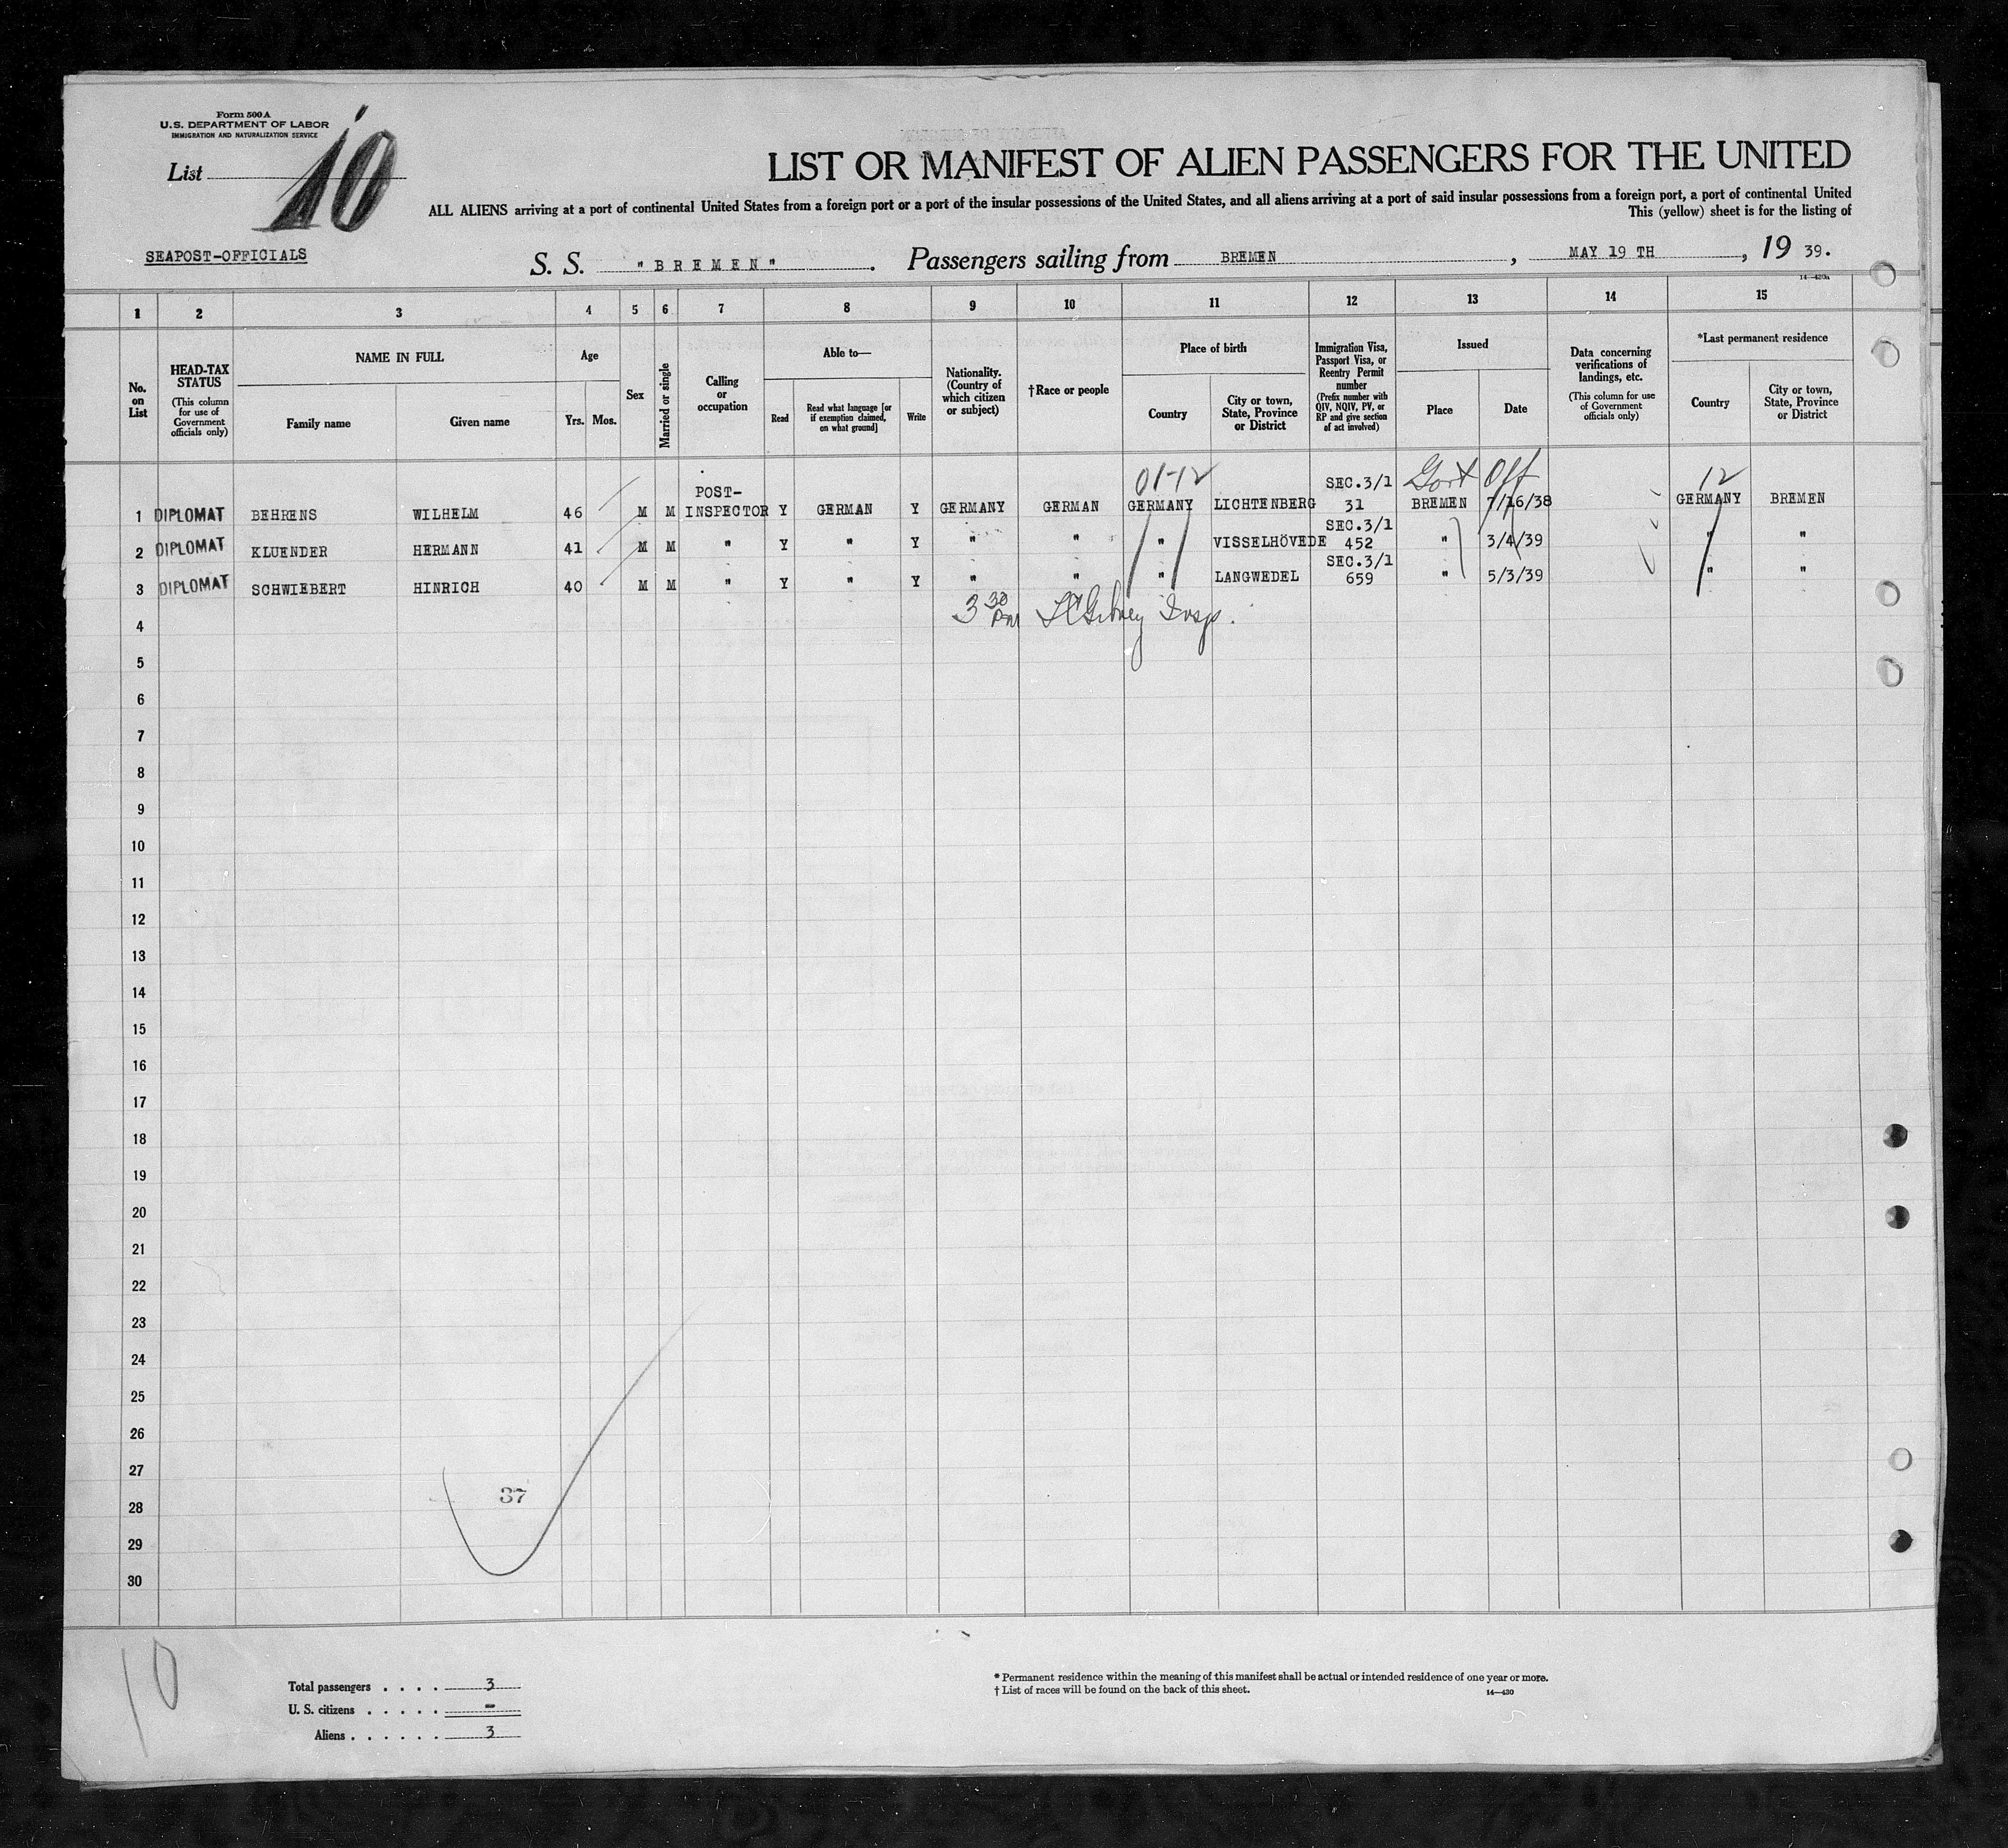 Form 500 A
U.S. DEPARTMENT OF LABOR
IMMIGRATION AND NATURALIZATION SERVICE
List 10
LIST OR MANIFEST OF ALIEN PASSENGERS FOR THE UNITED
ALL ALIENS arriving at a port of continental United States from a foreign port or a port of the insular possessions of the United States, and all aliens arriving at a port of said insular possessions from a foreign port, a port of continental United
This (yellow) sheet is for the listing of
SEAPOST-OFFICIALS
S. S. "BREMEN". Passengers sailing from BREMEN, MAY 19 TH, 19 39.
14—430a
1 2 3 4 5 6 7 8 9 10 11 12 13 14 15
No. on List
HEAD-TAX STATUS (This column for use of Government officials only)
NAME IN FULL
Family name
Given name
Age
Yrs. Mos.
Sex
Married or single
Calling or occupation
Able to—
Read
Read what language [or if exemption claimed, on what ground]
Write
Nationality. (Country of which citizen or subject)
†Race or people
Place of birth
Country
City or town, State, Province or District
Immigration Visa, Passport Visa, or Reentry Permit number (Prefix number with QIV, NQIV, PV, or RP and give section of act involved)
Issued
Place
Date
Data concerning verifications of landings, etc. (This column for use of Government officials only)
*Last permanent residence
Country
City or town, State, Province or District
01-12 Govt Off 12
1 DIPLOMAT BEHRENS WILHELM 46 M M POST-INSPECTOR Y GERMAN Y GERMANY GERMAN GERMANY LICHTENBERG SEC.3/1 31 BREMEN 7/16/38 GERMANY BREMEN
2 DIPLOMAT KLUENDER HERMANN 41 M M " Y " Y " " " VISSELHÖVEDE SEC.3/1 452 " 3/4/39 " "
3 DIPLOMAT SCHWIEBERT HINRICH 40 M M " Y " Y " " " LANGWEDEL SEC.3/1 659 " 5/3/39 " "
3 30 PM Insp.
4
5
6
7
8
9
10
11
12
13
14
15
16
17
18
19
20
21
22
23
24
25
26
27
37
28
29
30
10
Total passengers . . . . 3
U. S. citizens . . . . . -
Aliens . . . . . . 3
* Permanent residence within the meaning of this manifest shall be actual or intended residence of one year or more.
† List of races will be found on the back of this sheet.
14—430